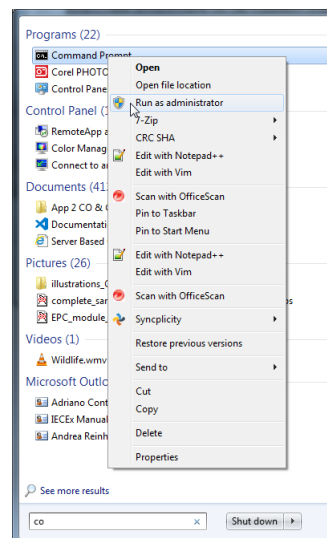 Programs (22)
Command Prompt
Corel PHOTO
Control Pane
Control Panel (1
RemoteApp a
Color Manag
Connect to a
Documents (41
App 2 CO &
Documentati
Server Based
Pictures (26)
illustrations_C
complete_sar
ps
EPC_module_
Videos (1)
Wildlife.wmv
Microsoft Outlo
Adriano Cont
IECEx Manual
Andrea Reinh
See more results
co
Shut down
Open
Open file location
Run as administrator
7-Zip
CRC SHA
Edit with Notepad++
Edit with Vim
Scan with OfficeScan
Pin to Taskbar
Pin to Start Menu
Edit with Notepad++
Edit with Vim
Scan with OfficeScan
Syncplicity
Restore previous versions
Send to
Cut
Copy
Delete
Properties